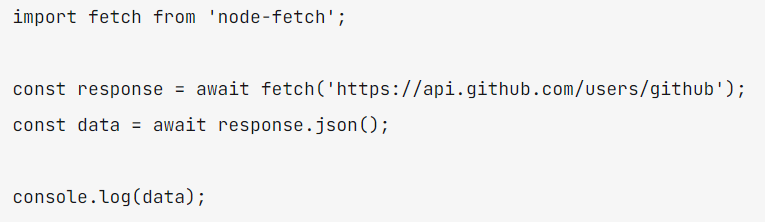 import fetch from 'node-fetch';
const response = await fetch('https://api.github.com/users/github');
const data = await response.json();
console.log(data);